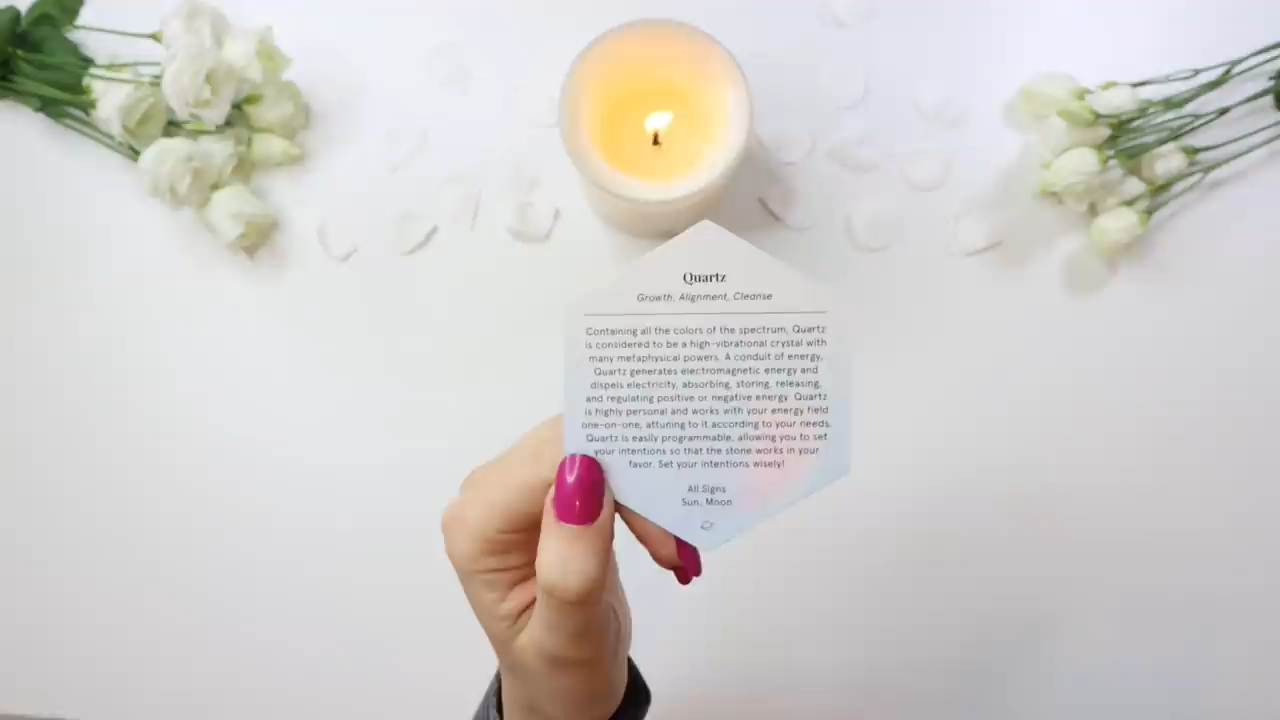 Quartz
Growth, Alignment, Cleanse
Containing all the colors of the spectrum, Quartz
is considered to be a high-vibrational crystal with
many metaphysical powers. A conduit of energy,
Quartz generates electromagnetic energy and
dispels electricity, absorbing, storing, releasing,
and regulating positive or negative energy. Quartz
is highly personal and works with your energy field
one-on-one, attuning to it according to your needs.
Quartz is easily programmable, allowing you to set
your intentions so that the stone works in your
favor. Set your intentions wisely!
All Signs
Sun, Moon